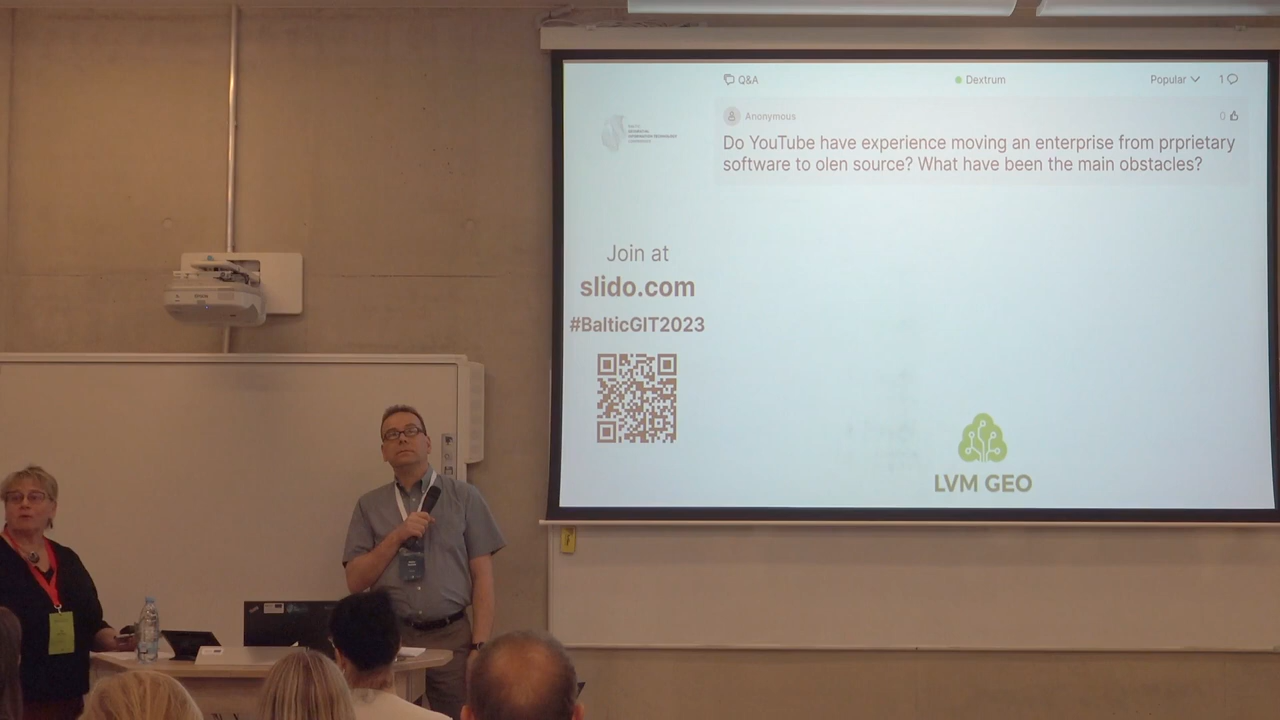 Q&A
Dextrum
Popular
1
Anonymous
0
Do YouTube have experience moving an enterprise from prprietary
software to olen source? What have been the main obstacles?
Join at
slido.com
#BalticGIT2023
LVM GEO